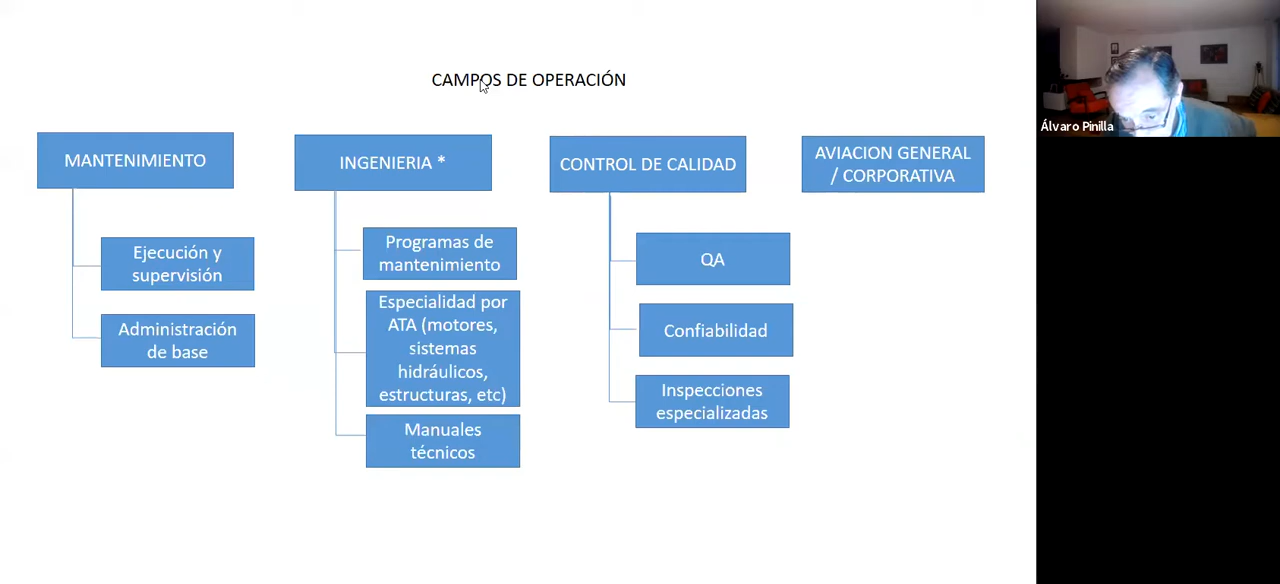 CAMPOS DE OPERACIÓN
MANTENIMIENTO
Ejecución y
supervisión
Administración
de base
INGENIERIA *
Programas de
mantenimiento
Especialidad por
ATA (motores,
sistemas
hidráulicos,
estructuras, etc)
Manuales
técnicos
CONTROL DE CALIDAD
QA
Confiabilidad
Inspecciones
especializadas
AVIACION GENERAL
/ CORPORATIVA
Álvaro Pinilla